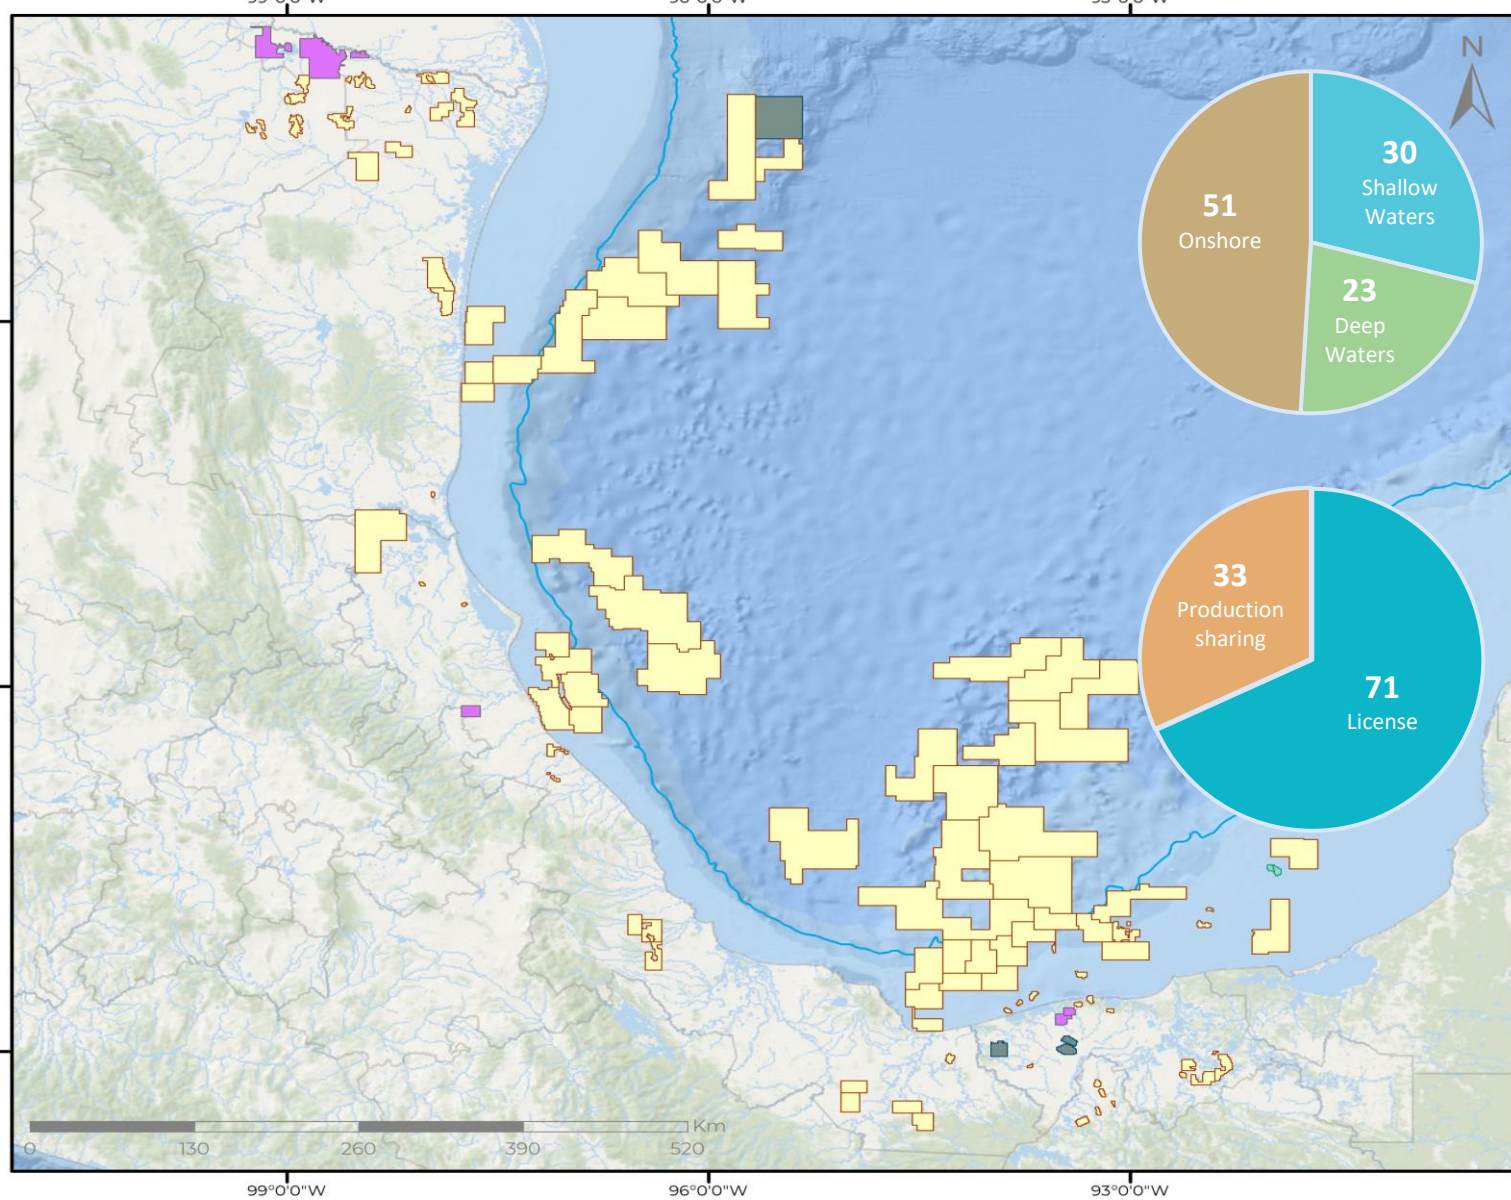 N
30
Shallow
Waters
51
Onshore
23
Deep
Waters
33
Production
sharing
71
License
Km
0 130 260 390 520
99°0'0"W 96°0'0"W 93°0'0"W